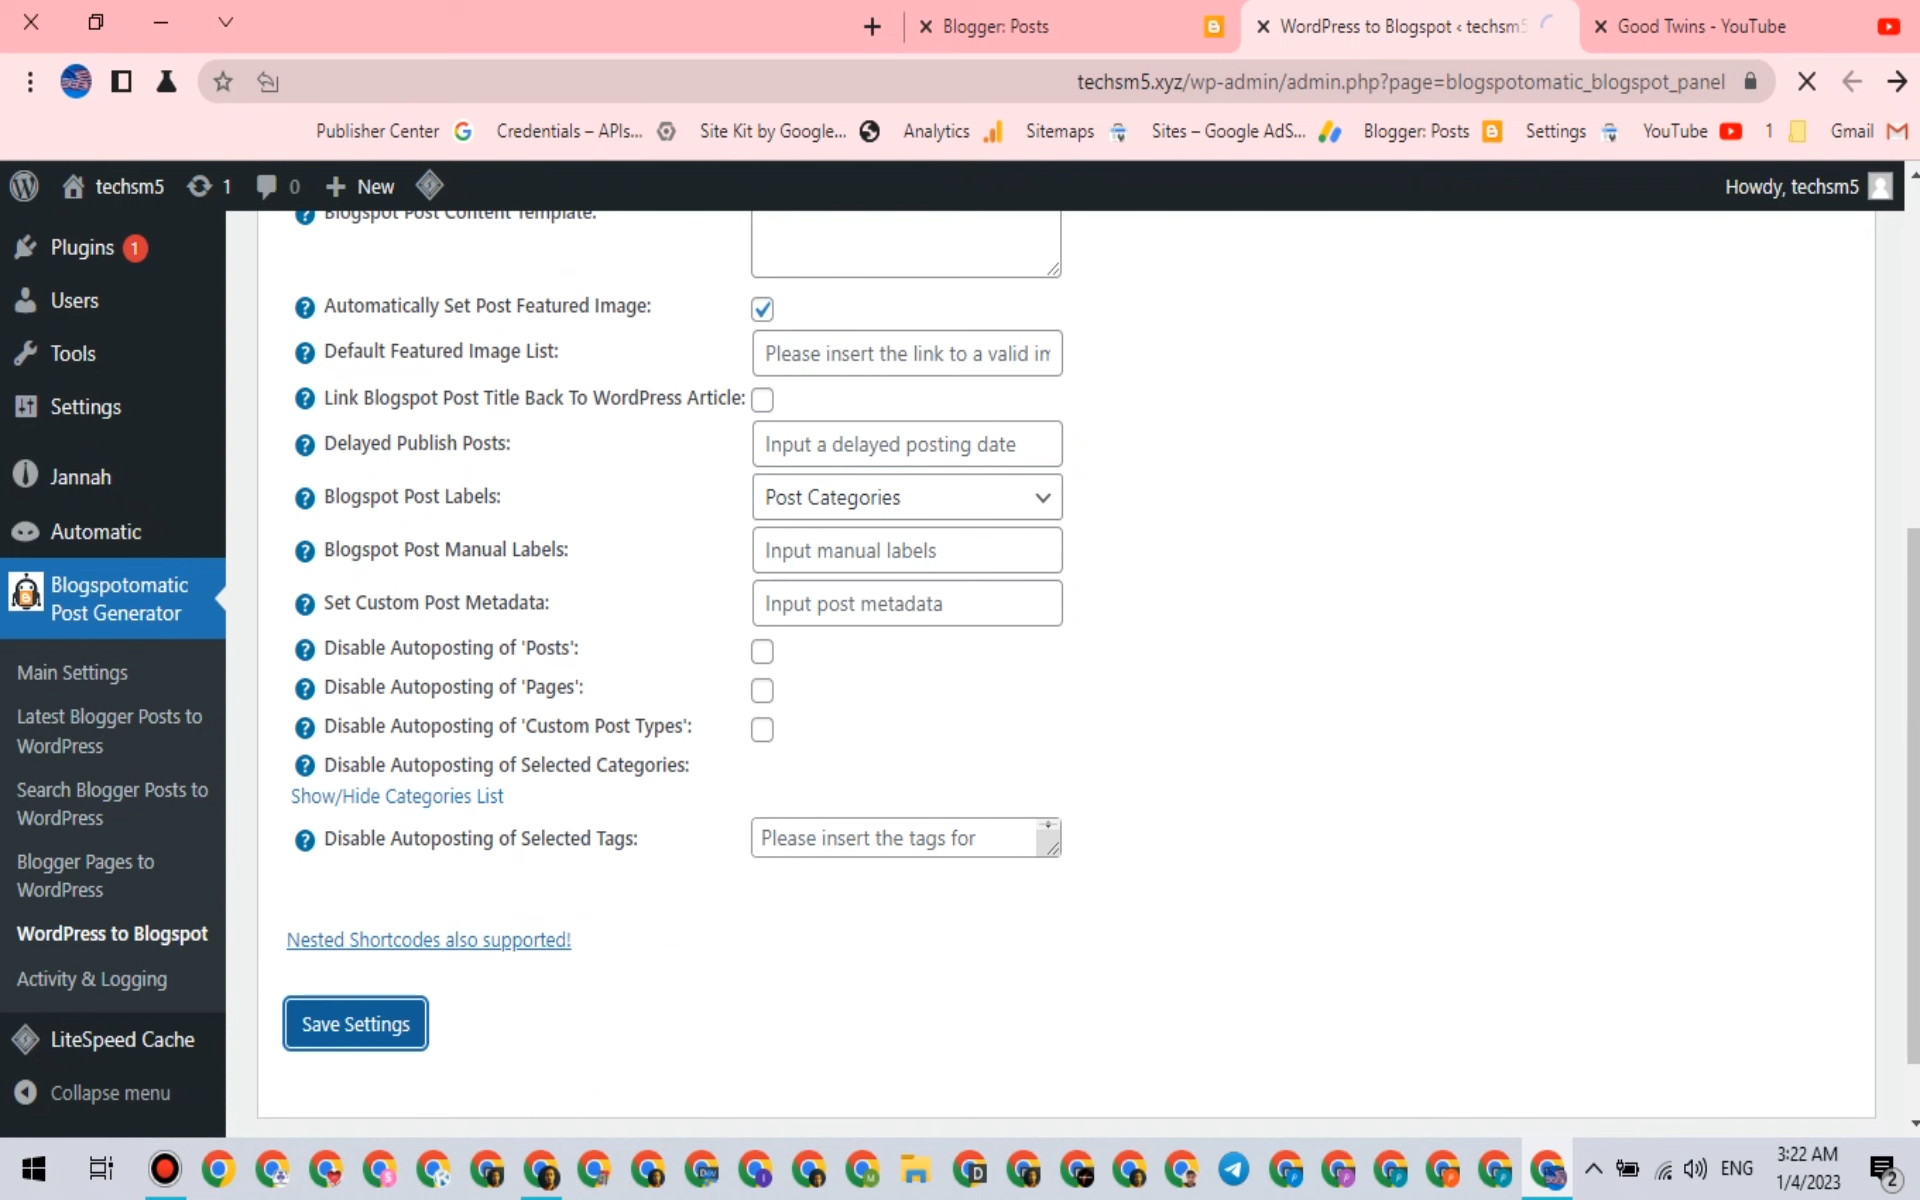 Blogger: Posts
WordPress to Blogspot ‹ techsm5
Good Twins - YouTube
techsm5.xyz/wp-admin/admin.php?page=blogspotomatic_blogspot_panel
Publisher Center
Credentials – APIs...
Site Kit by Google...
Analytics
Sitemaps
Sites – Google AdS...
Blogger: Posts
Settings
YouTube
1
Gmail
techsm5
1
0
New
Howdy, techsm5
Plugins 1
Users
Tools
Settings
Jannah
Automatic
Blogspotomatic
Post Generator
Main Settings
Latest Blogger Posts to
WordPress
Search Blogger Posts to
WordPress
Blogger Pages to
WordPress
WordPress to Blogspot
Activity & Logging
LiteSpeed Cache
Collapse menu
Blogspot Post Content Template:
Automatically Set Post Featured Image:
Default Featured Image List:
Please insert the link to a valid im
Link Blogspot Post Title Back To WordPress Article:
Delayed Publish Posts:
Input a delayed posting date
Blogspot Post Labels:
Post Categories
Blogspot Post Manual Labels:
Input manual labels
Set Custom Post Metadata:
Input post metadata
Disable Autoposting of 'Posts':
Disable Autoposting of 'Pages':
Disable Autoposting of 'Custom Post Types':
Disable Autoposting of Selected Categories:
Show/Hide Categories List
Disable Autoposting of Selected Tags:
Please insert the tags for
Nested Shortcodes also supported!
Save Settings
ENG
3:22 AM
1/4/2023
2